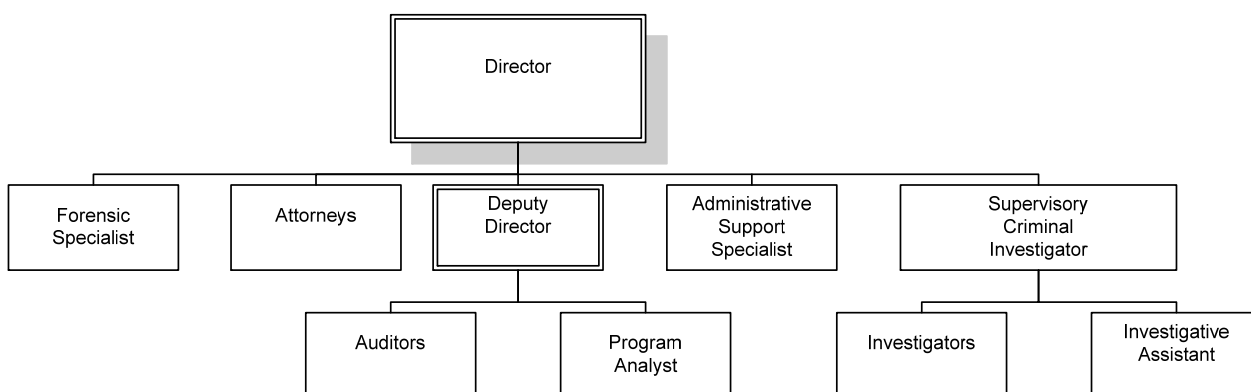 Director
Forensic
Specialist
Attorneys
Deputy
Director
Administrative
Support
Specialist
Supervisory
Criminal
Investigator
Auditors
Program
Analyst
Investigators
Investigative
Assistant